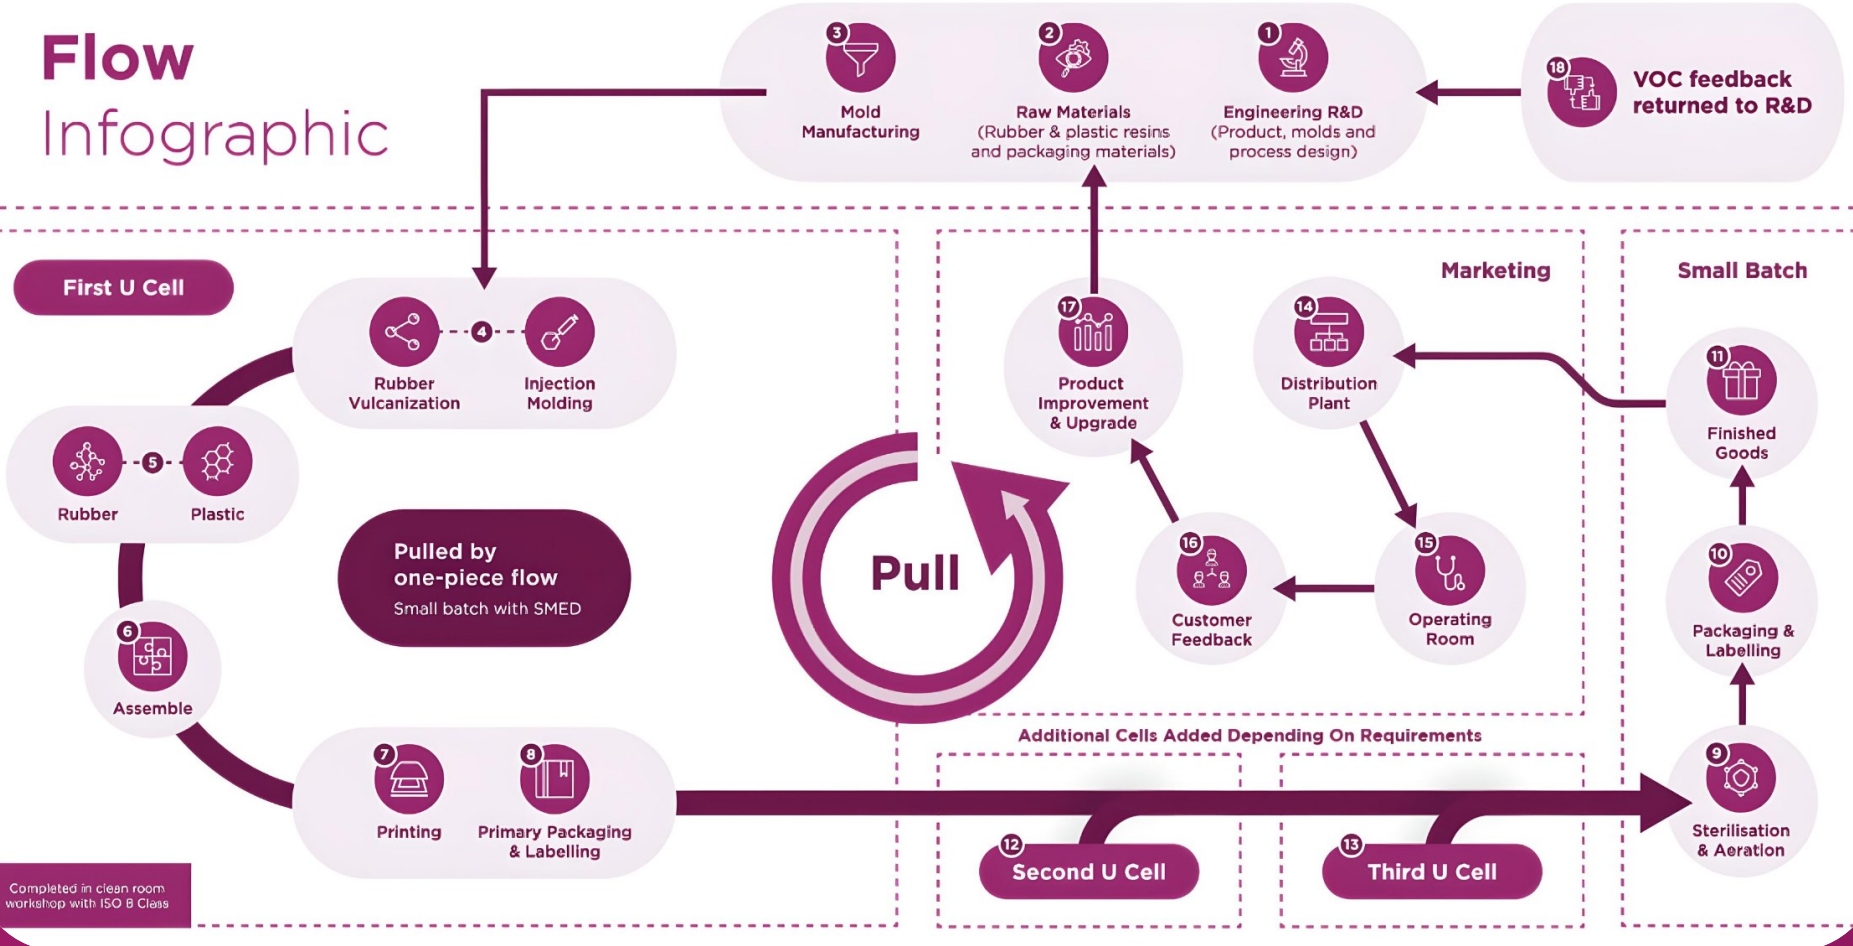 Flow
Infographic
3
Mold
Manufacturing
2
Raw Materials
(Rubber & plastic resins
and packaging materials)
1
Engineering R&D
(Product, molds and
process design)
18
VOC feedback
returned to R&D
First U Cell
4
Rubber
Vulcanization
Injection
Molding
5
Rubber
Plastic
Pulled by
one-piece flow
Small batch with SMED
6
Assemble
7
Printing
8
Primary Packaging
& Labelling
Completed in clean room
workshop with ISO 8 Class
Pull
Marketing
17
Product
Improvement
& Upgrade
14
Distribution
Plant
16
Customer
Feedback
15
Operating
Room
Additional Cells Added Depending On Requirements
12
Second U Cell
13
Third U Cell
Small Batch
11
Finished
Goods
10
Packaging &
Labelling
9
Sterilisation
& Aeration